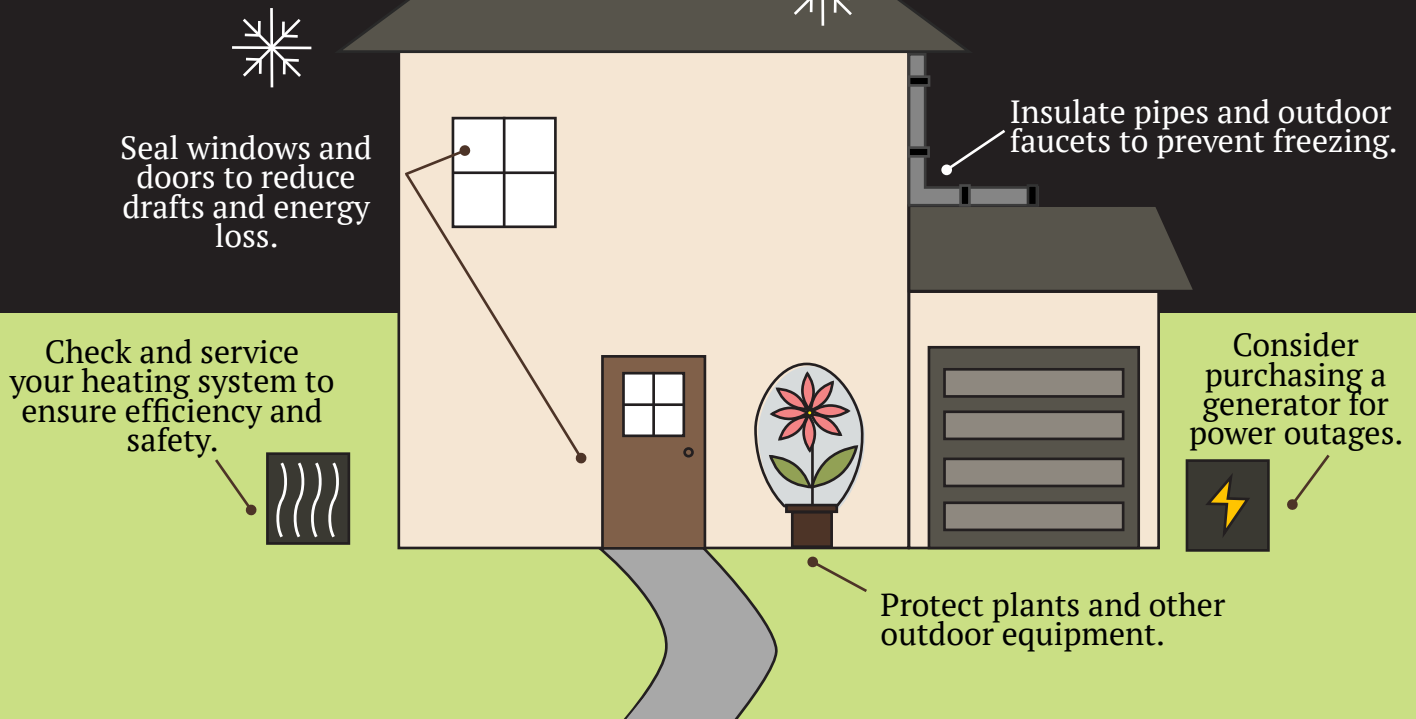 Insulate pipes and outdoor
faucets to prevent freezing.
Seal windows and
doors to reduce
drafts and energy
loss.
Check and service
your heating system to
ensure efficiency and
safety.
Consider
purchasing a
generator for
power outages.
Protect plants and other
outdoor equipment.